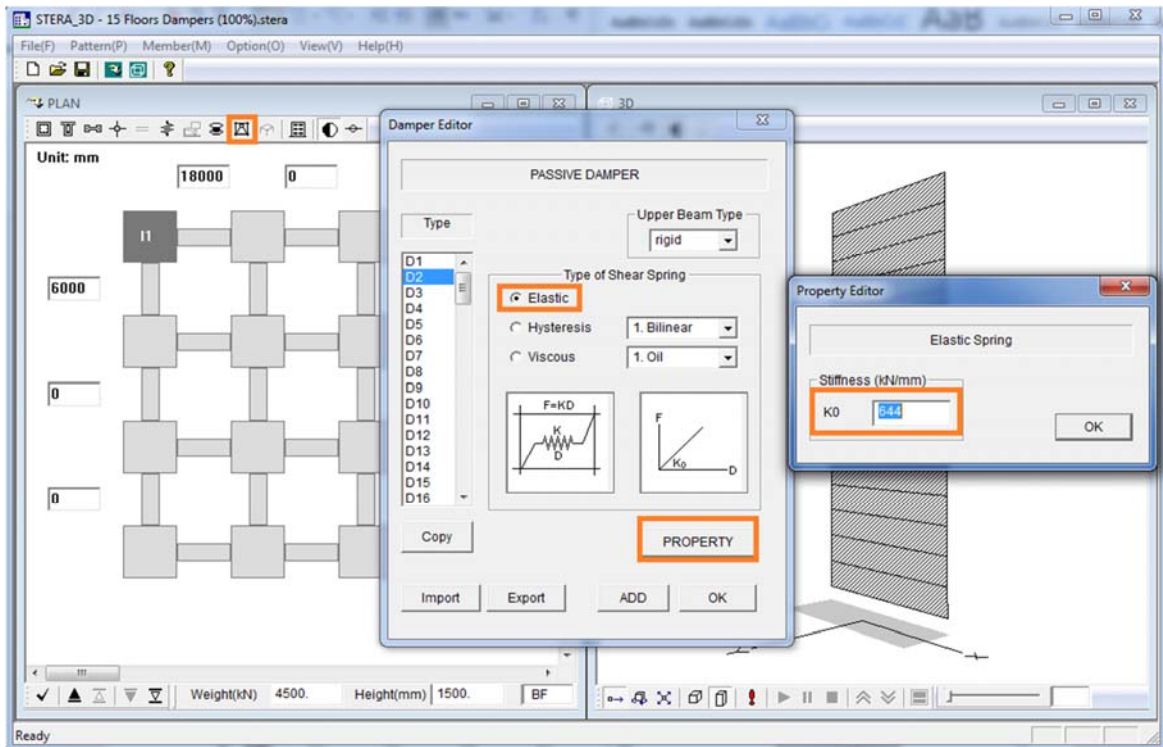 STERA_3D - 15 Floors Dampers (100%).stera
File(F) Pattern(P) Member(M) Option(O) View(V) Help(H)
PLAN
3D
Unit: mm
18000
0
I1
6000
0
0
Weight(kN) 4500. Height(mm) 1500. BF
Ready
Damper Editor
PASSIVE DAMPER
Type
Upper Beam Type
rigid
D1
D2
D3
D4
D5
D6
D7
D8
D9
D10
D11
D12
D13
D14
D15
D16
Type of Shear Spring
Elastic
Hysteresis 1. Bilinear
Viscous 1. Oil
F=KD
K
D
F
K0
D
Copy
PROPERTY
Import Export ADD OK
Property Editor
Elastic Spring
Stiffness (kN/mm)
K0 644
OK